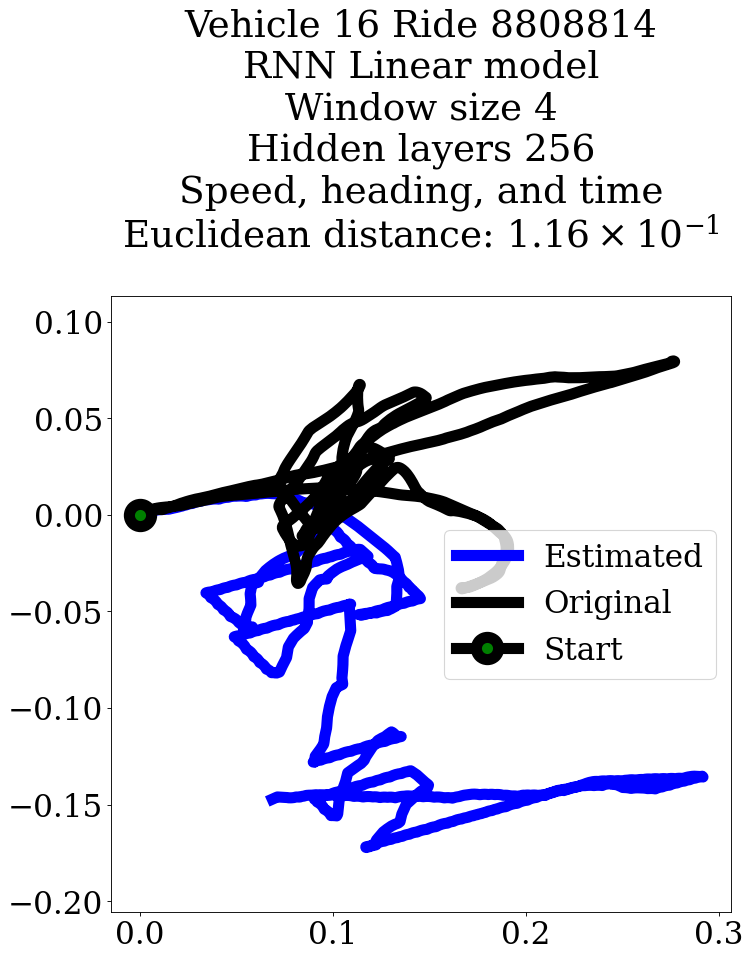 Vehicle 16 Ride 8808814
RNN Linear model
Window size 4
Hidden layers 256
Speed, heading, and time
Euclidean distance: 1.16 × 10⁻¹
0.10
0.05
0.00
−0.05
−0.10
−0.15
−0.20
Estimated
Original
Start
0.0 0.1 0.2 0.3